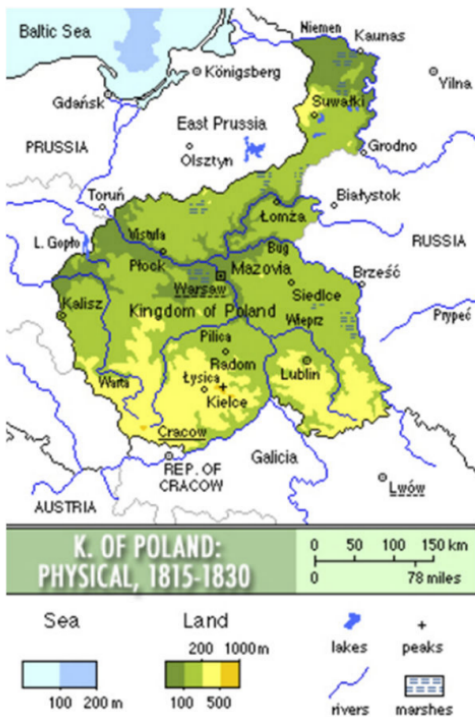 Baltic Sea
Niemen
Kaunas
Königsberg
Yilna
Gdańsk
Suwałki
East Prussia
PRUSSIA
Olsztyn
Grodno
Toruń
Białystok
Łomża
L. Gopło
Vistula
Bug
RUSSIA
Płock
Mazovia
Brześć
Warsaw
Siedlce
Kalisz
Kingdom of Poland
Wieprz
Prypeć
Pilica
Radom
Lublin
Warta
Łysica
Kielce
Cracow
REP. OF
CRACOW
Galicia
Lwów
AUSTRIA
K. OF POLAND:
PHYSICAL, 1815-1830
0 50 100 150 km
0 78 miles
Sea
Land
200 1000 m
lakes
peaks
100 200 m
100 500
rivers
marshes